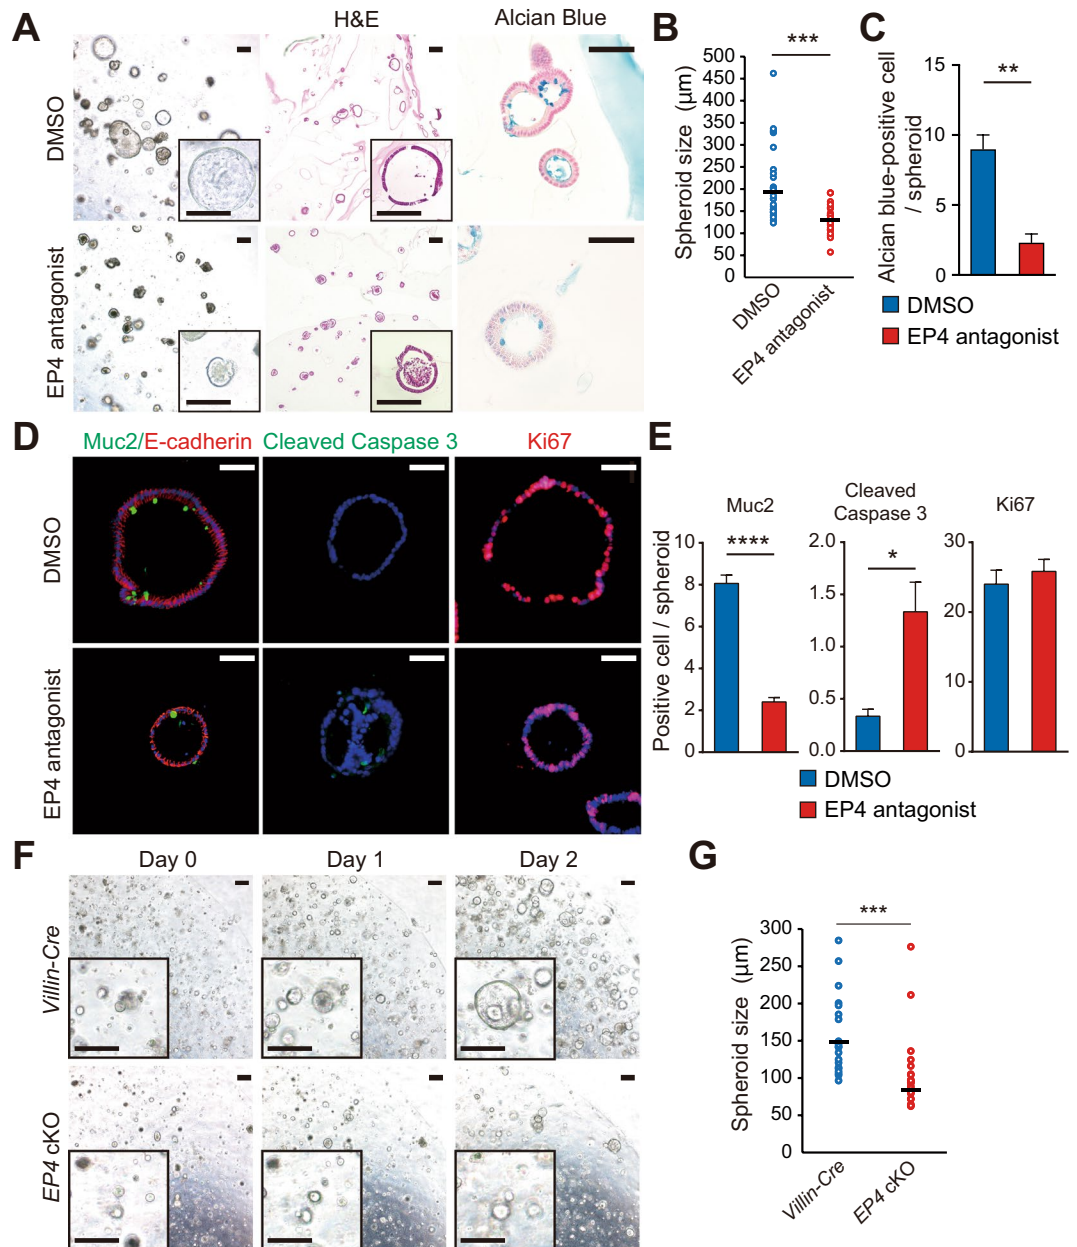 A
H&E
Alcian Blue
DMSO
EP4 antagonist
B
***
Spheroid size (μm)
500
450
400
350
300
250
200
150
100
50
0
DMSO
EP4 antagonist
C
**
Alcian blue-positive cell
/ spheroid
15
10
5
0
DMSO
EP4 antagonist
D
Muc2/E-cadherin
Cleaved Caspase 3
Ki67
DMSO
EP4 antagonist
E
Positive cell / spheroid
Muc2
****
10
8
6
4
2
0
Cleaved
Caspase 3
*
2.0
1.5
1.0
0.5
0.0
Ki67
30
20
10
0
DMSO
EP4 antagonist
F
Day 0
Day 1
Day 2
Villin-Cre
EP4 cKO
G
***
Spheroid size (μm)
300
250
200
150
100
50
0
Villin-Cre
EP4 cKO